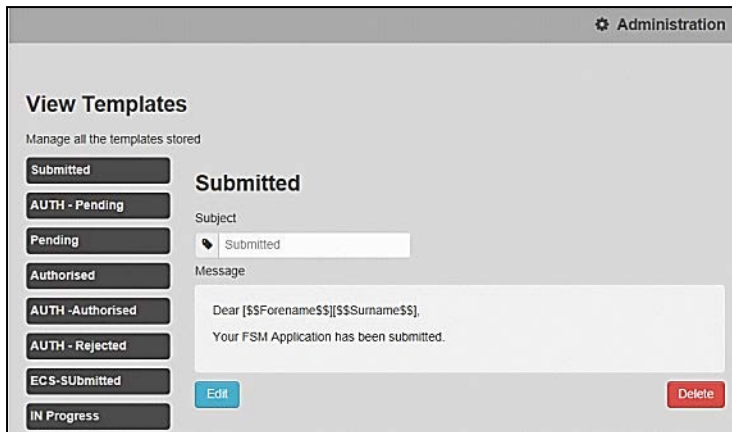 Administration
View Templates
Manage all the templates stored
Submitted
AUTH - Pending
Pending
Authorised
AUTH -Authorised
AUTH - Rejected
ECS-SUbmitted
IN Progress
Submitted
Subject
Submitted
Message
Dear [$$Forename$$][$$Surname$$],
Your FSM Application has been submitted.
Edit
Delete